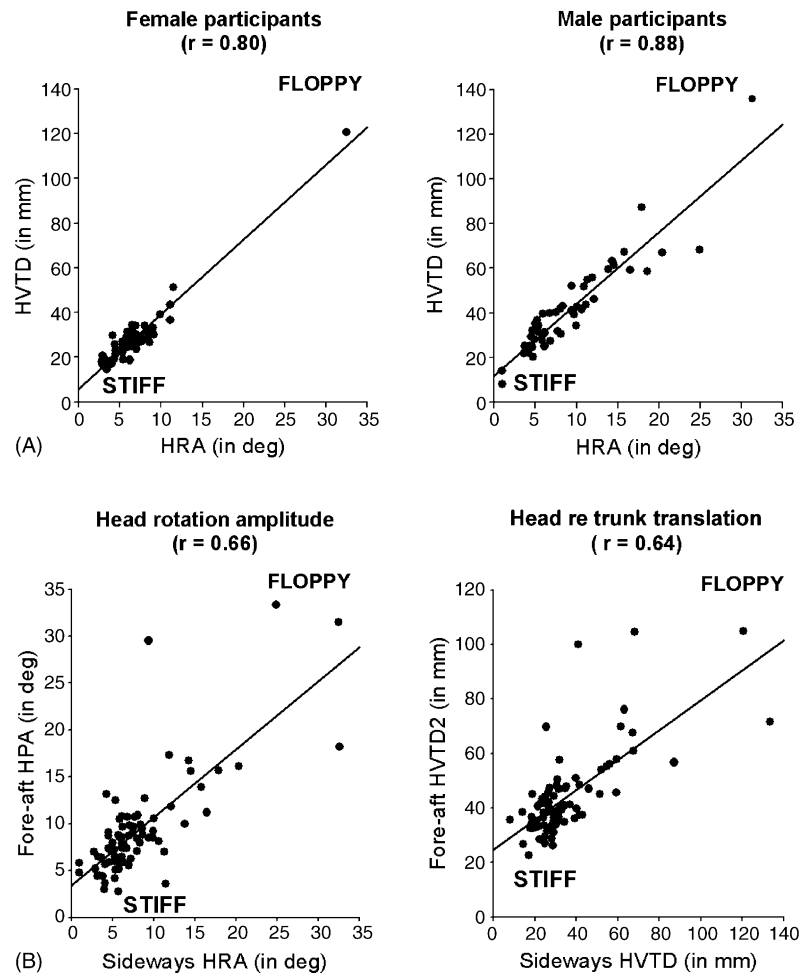 Female participants
(r = 0.80)
FLOPPY
140
120
100
80
60
40
20
0
HVTD (in mm)
STIFF
0 5 10 15 20 25 30 35
HRA (in deg)
Male participants
(r = 0.88)
FLOPPY
140
120
100
80
60
40
20
0
HVTD (in mm)
STIFF
0 5 10 15 20 25 30 35
HRA (in deg)
(A)
Head rotation amplitude
(r = 0.66)
FLOPPY
35
30
25
20
15
10
5
0
Fore-aft HPA (in deg)
STIFF
0 5 10 15 20 25 30 35
Sideways HRA (in deg)
Head re trunk translation
( r = 0.64)
FLOPPY
120
100
80
60
40
20
0
Fore-aft HVTD2 (in mm)
STIFF
0 20 40 60 80 100 120 140
Sideways HVTD (in mm)
(B)